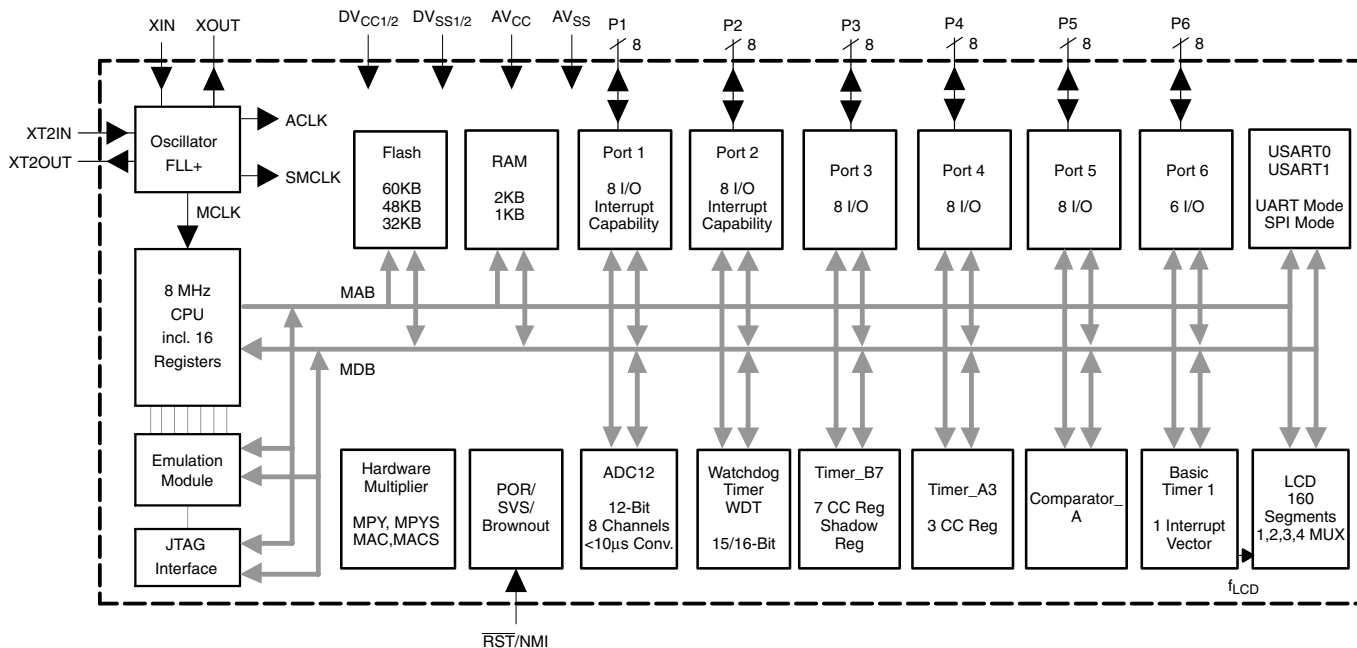 XIN XOUT DVCC1/2 DVSS1/2 AVCC AVSS P1 P2 P3 P4 P5 P6
8 8 8 8 8 8
XT2IN
XT2OUT
Oscillator
FLL+
ACLK
SMCLK
MCLK
Flash
60KB
48KB
32KB
RAM
2KB
1KB
Port 1
8 I/O
Interrupt
Capability
Port 2
8 I/O
Interrupt
Capability
Port 3
8 I/O
Port 4
8 I/O
Port 5
8 I/O
Port 6
6 I/O
USART0
USART1
UART Mode
SPI Mode
8 MHz
CPU
incl. 16
Registers
MAB
MDB
Emulation
Module
JTAG
Interface
Hardware
Multiplier
MPY, MPYS
MAC,MACS
POR/
SVS/
Brownout
ADC12
12-Bit
8 Channels
<10μs Conv.
Watchdog
Timer
WDT
15/16-Bit
Timer_B7
7 CC Reg
Shadow
Reg
Timer_A3
3 CC Reg
Comparator_
A
Basic
Timer 1
1 Interrupt
Vector
LCD
160
Segments
1,2,3,4 MUX
fLCD
RST/NMI